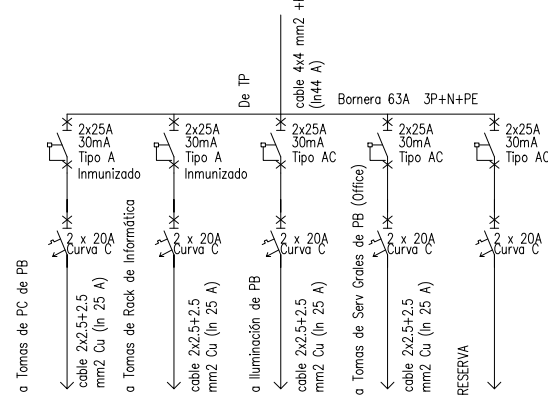 De TP
cable 4x4 mm2
(In44 A)
Bornera 63A 3P+N+PE
2x25A
30mA
Tipo A
Inmunizado
2x25A
30mA
Tipo A
Inmunizado
2x25A
30mA
Tipo AC
2x25A
30mA
Tipo AC
2x25A
30mA
Tipo AC
2 x 20A
Curva C
2 x 20A
Curva C
2 x 20A
Curva C
2 x 20A
Curva C
2 x 20A
Curva C
a Tomas de PC de PB
cable 2x2.5+2.5
mm2 Cu (In 25 A)
a Tomas de Rack de Informática
cable 2x2.5+2.5
mm2 Cu (In 25 A)
a Iluminación de PB
cable 2x2.5+2.5
mm2 Cu (In 25 A)
a Tomas de Serv Grales de PB (Office)
cable 2x2.5+2.5
mm2 Cu (In 25 A)
RESERVA